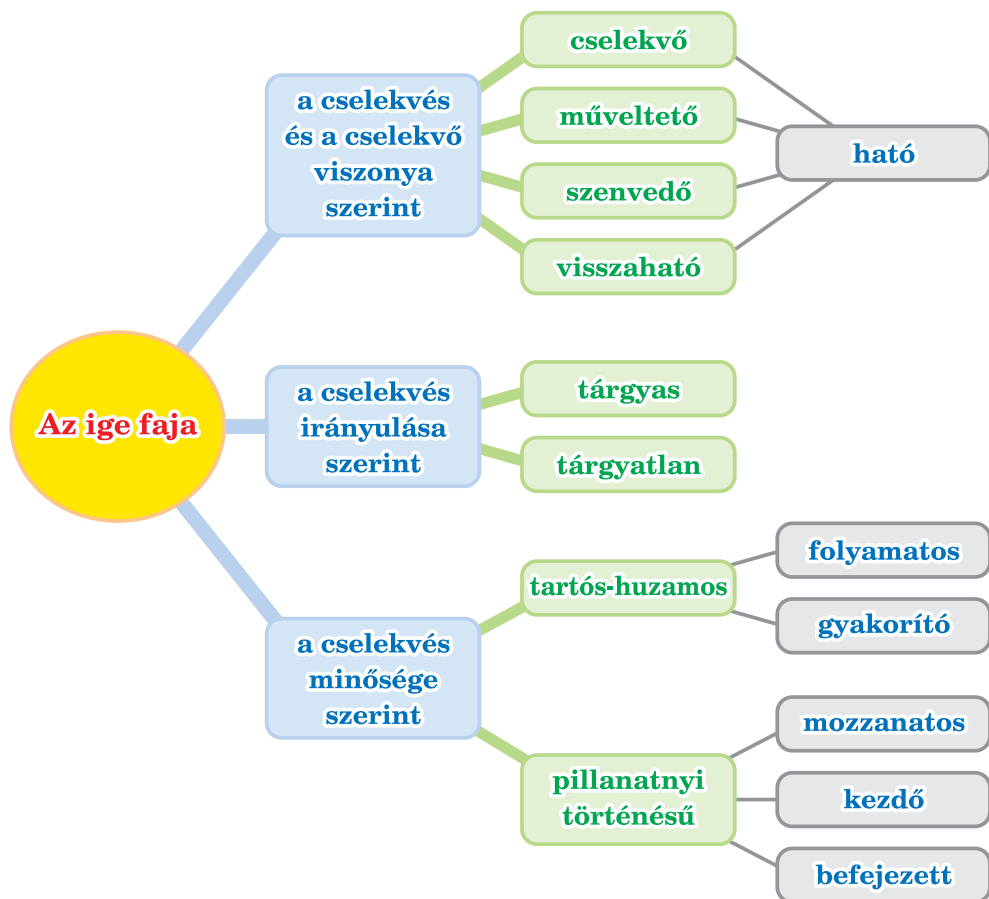 Az ige faja
a cselekvés
és a cselekvő
viszonya
szerint
cselekvő
műveltető
szenvedő
visszaható
ható
a cselekvés
irányulása
szerint
tárgyas
tárgyatlan
a cselekvés
minősége
szerint
tartós-huzamos
folyamatos
gyakorító
pillanatnyi
történésű
mozzanatos
kezdő
befejezett